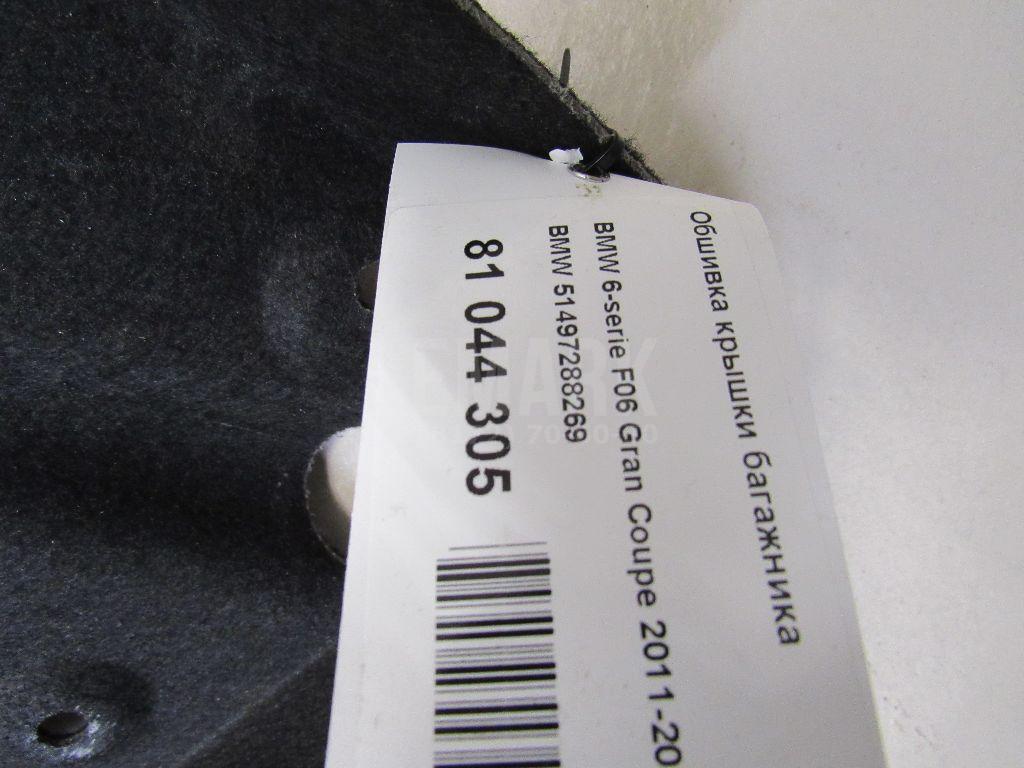 Обшивка крышки багажника
BMW 6-serie F06 Gran Coupe 2011-20
BMW 51497288269
81 044 305